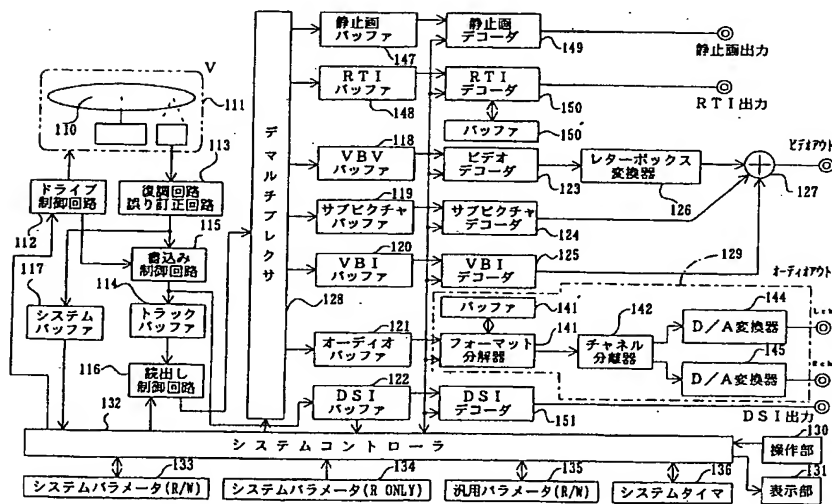 静止画
バッファ
147
静止画
デコーダ
149
静止画出力
RTI
バッファ
148
RTI
デコーダ
150
RTI出力
バッファ
150'
V
110
111
ドライブ
制御回路
112
復調回路
誤り訂正回路
113
デマルチプレクサ
128
118
VBV
バッファ
ビデオ
デコーダ
123
レターボックス
変換器
126
127
ビデオアウト
119
サブピクチャ
バッファ
サブピクチャ
デコーダ
124
120
VBI
バッファ
125
VBI
デコーダ
129
オーディオアウト
115
書込み
制御回路
114
トラック
バッファ
117
システム
バッファ
116
読出し
制御回路
バッファ
141'
121
オーディオ
バッファ
141
フォーマット
分解器
142
チャネル
分離器
144
D/A変換器
Lch
145
D/A変換器
Rch
122
DSI
バッファ
DSI
デコーダ
151
DSI出力
132
システムコントローラ
130
操作部
131
表示部
133
システムパラメータ(R/W)
134
システムパラメータ(R ONLY)
135
汎用パラメータ(R/W)
136
システムタイマ